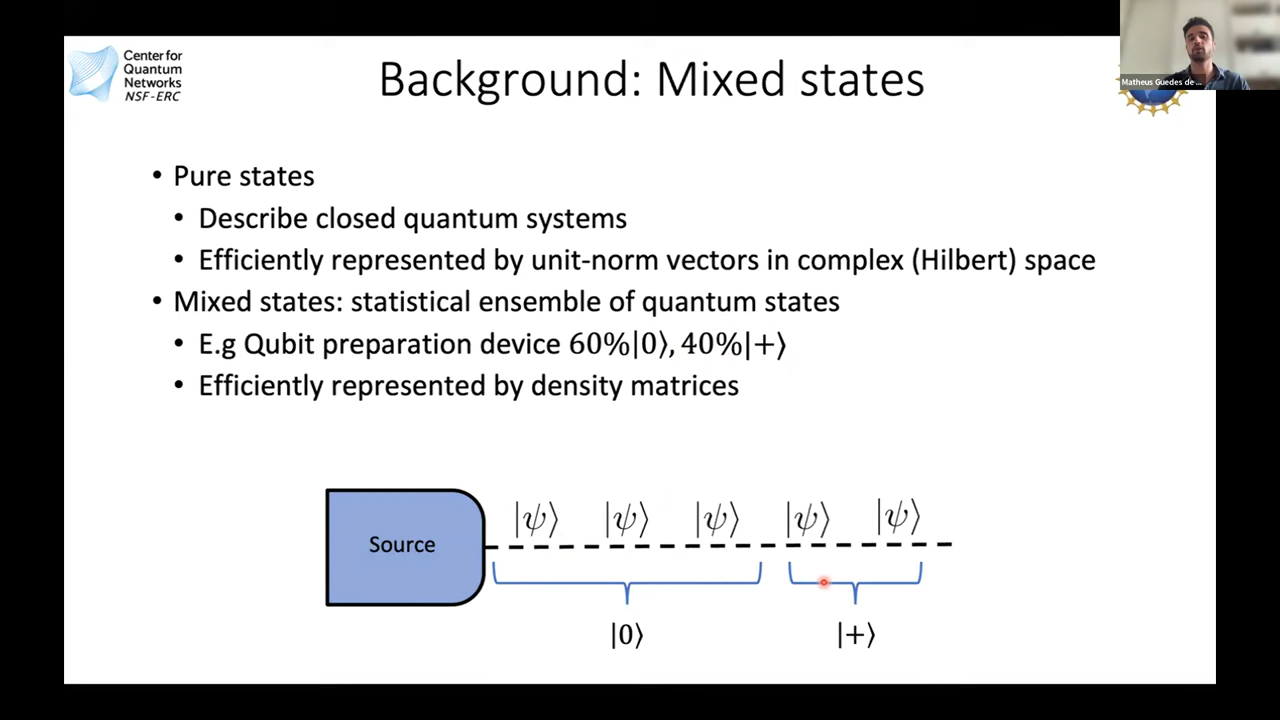 Center for
Quantum
Networks
NSF-ERC
Background: Mixed states
Matheus Guedes de ...
• Pure states
• Describe closed quantum systems
• Efficiently represented by unit-norm vectors in complex (Hilbert) space
• Mixed states: statistical ensemble of quantum states
• E.g Qubit preparation device 60%|0⟩, 40%|+⟩
• Efficiently represented by density matrices
Source
|ψ⟩ |ψ⟩ |ψ⟩ |ψ⟩ |ψ⟩
|0⟩ |+⟩